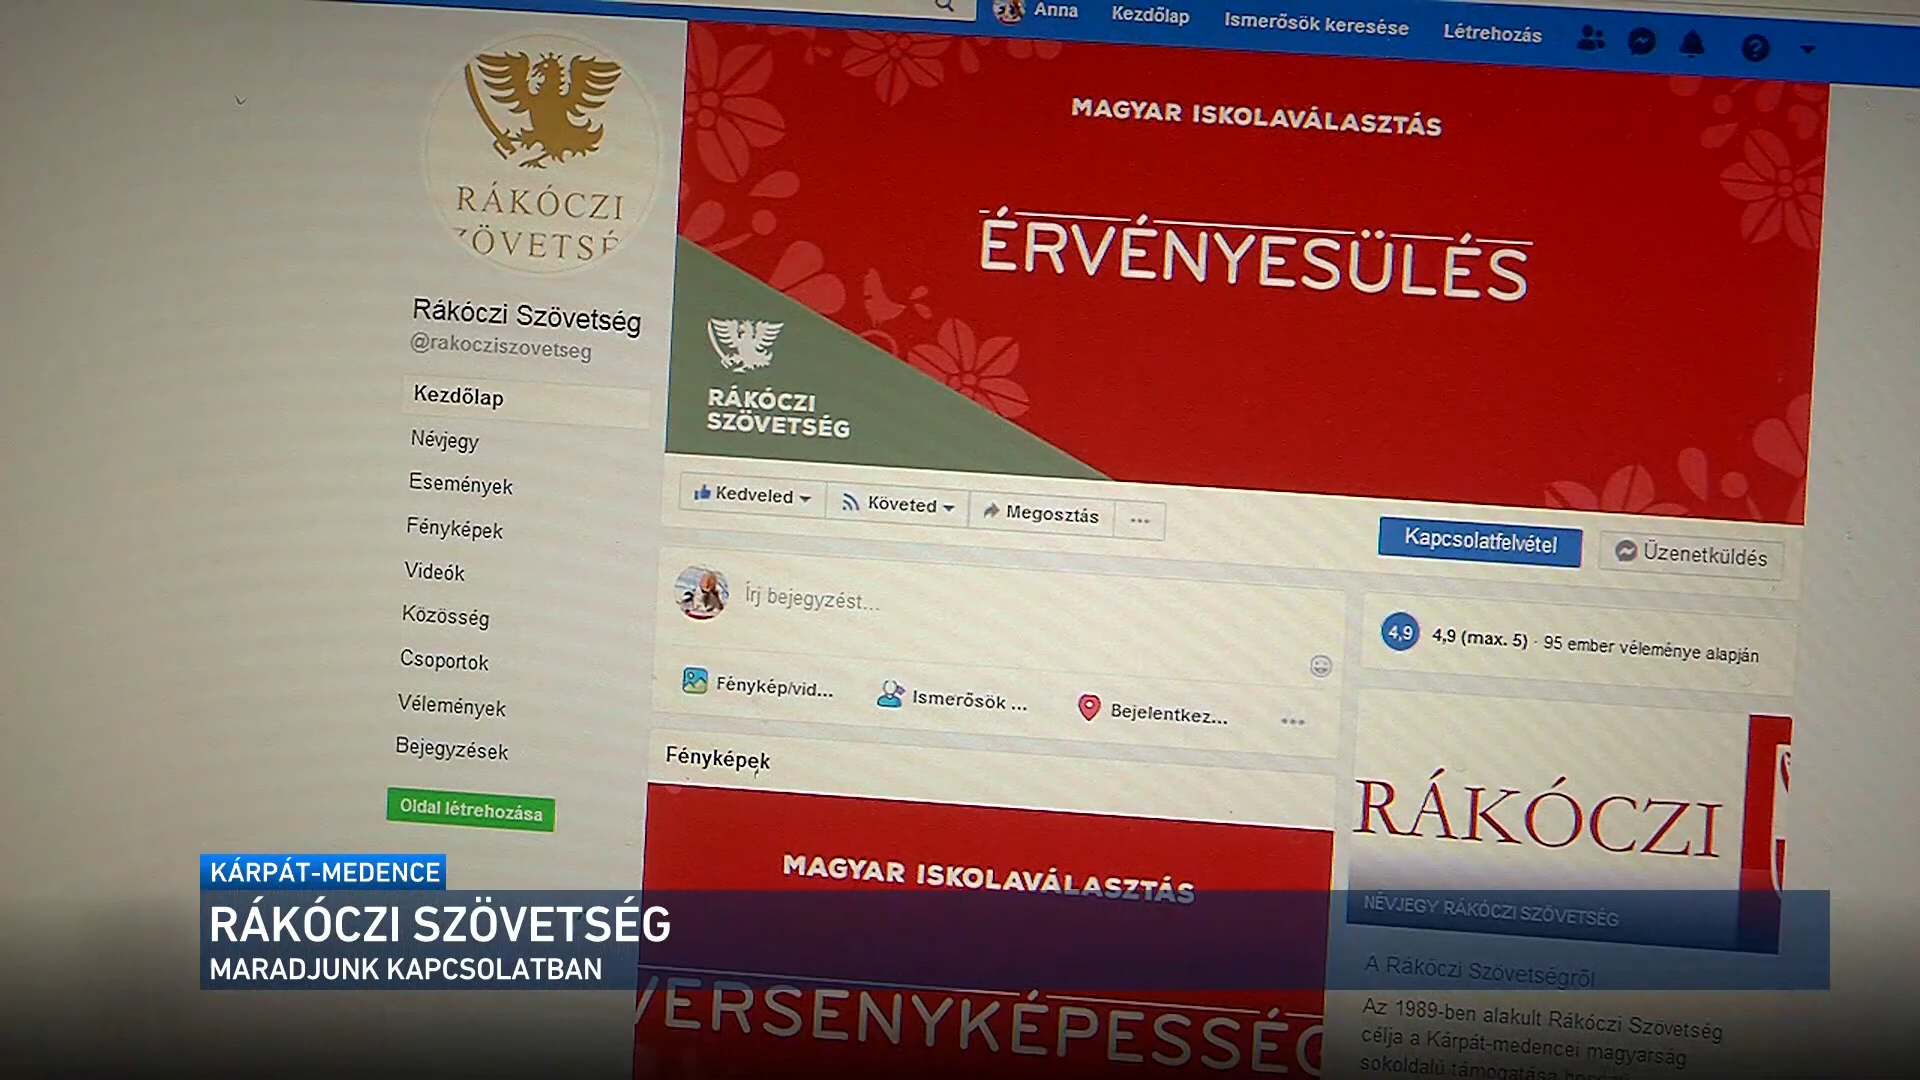 Anna Kezdőlap Ismerősök keresése Létrehozás
RÁKÓCZI
MAGYAR ISKOLAVÁLASZTÁS
ÉRVÉNYESÜLÉS
RÁKÓCZI
SZÖVETSÉG
Rákóczi Szövetség
@rakocziszovetseg
Kezdőlap
Névjegy
Események
Fényképek
Videók
Közösség
Csoportok
Vélemények
Bejegyzések
Oldal létrehozása
Kedveled Követed Megosztás ...
Kapcsolatfelvétel Üzenetküldés
Írj bejegyzést...
Fénykép/vid... Ismerősök ... Bejelentkez... ...
4,9 4,9 (max. 5) · 95 ember véleménye alapján
Fényképek
MAGYAR ISKOLAVÁLASZTÁS
VERSENYKÉPESSÉG
RÁKÓCZI
NÉVJEGY RÁKÓCZI SZÖVETSÉG
A Rákóczi Szövetségről
Az 1989-ben alakult Rákóczi Szövetség
célja a Kárpát-medencei magyarság
sokoldalú támogatása
KÁRPÁT-MEDENCE
RÁKÓCZI SZÖVETSÉG
MARADJUNK KAPCSOLATBAN